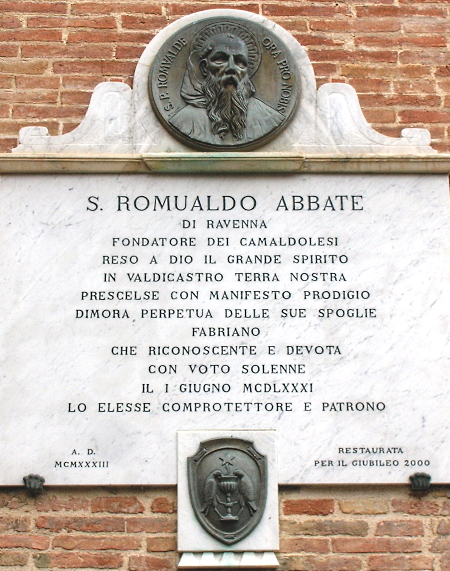 S. P. ROMVALDE ORA PRO NOBIS
S. ROMUALDO ABBATE
DI RAVENNA
FONDATORE DEI CAMALDOLESI
RESO A DIO IL GRANDE SPIRITO
IN VALDICASTRO TERRA NOSTRA
PRESCELSE CON MANIFESTO PRODIGIO
DIMORA PERPETUA DELLE SUE SPOGLIE
FABRIANO
CHE RICONOSCENTE E DEVOTA
CON VOTO SOLENNE
IL I GIUGNO MCDLXXXI
LO ELESSE COMPROTETTORE E PATRONO
A. D.
MCMXXXIII
RESTAURATA
PER IL GIUBILEO 2000